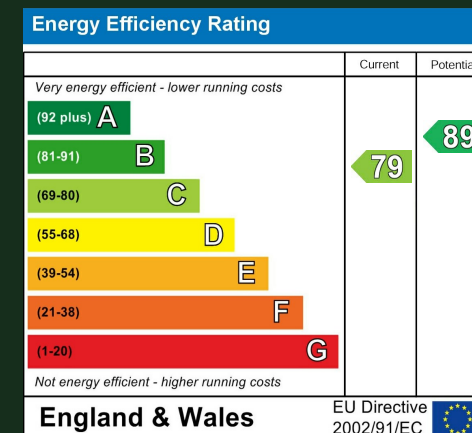 Energy Efficiency Rating
Current
Potential
Very energy efficient - lower running costs
(92 plus) A
(81-91) B
(69-80) C
(55-68) D
(39-54) E
(21-38) F
(1-20) G
79
89
Not energy efficient - higher running costs
England & Wales
EU Directive
2002/91/EC